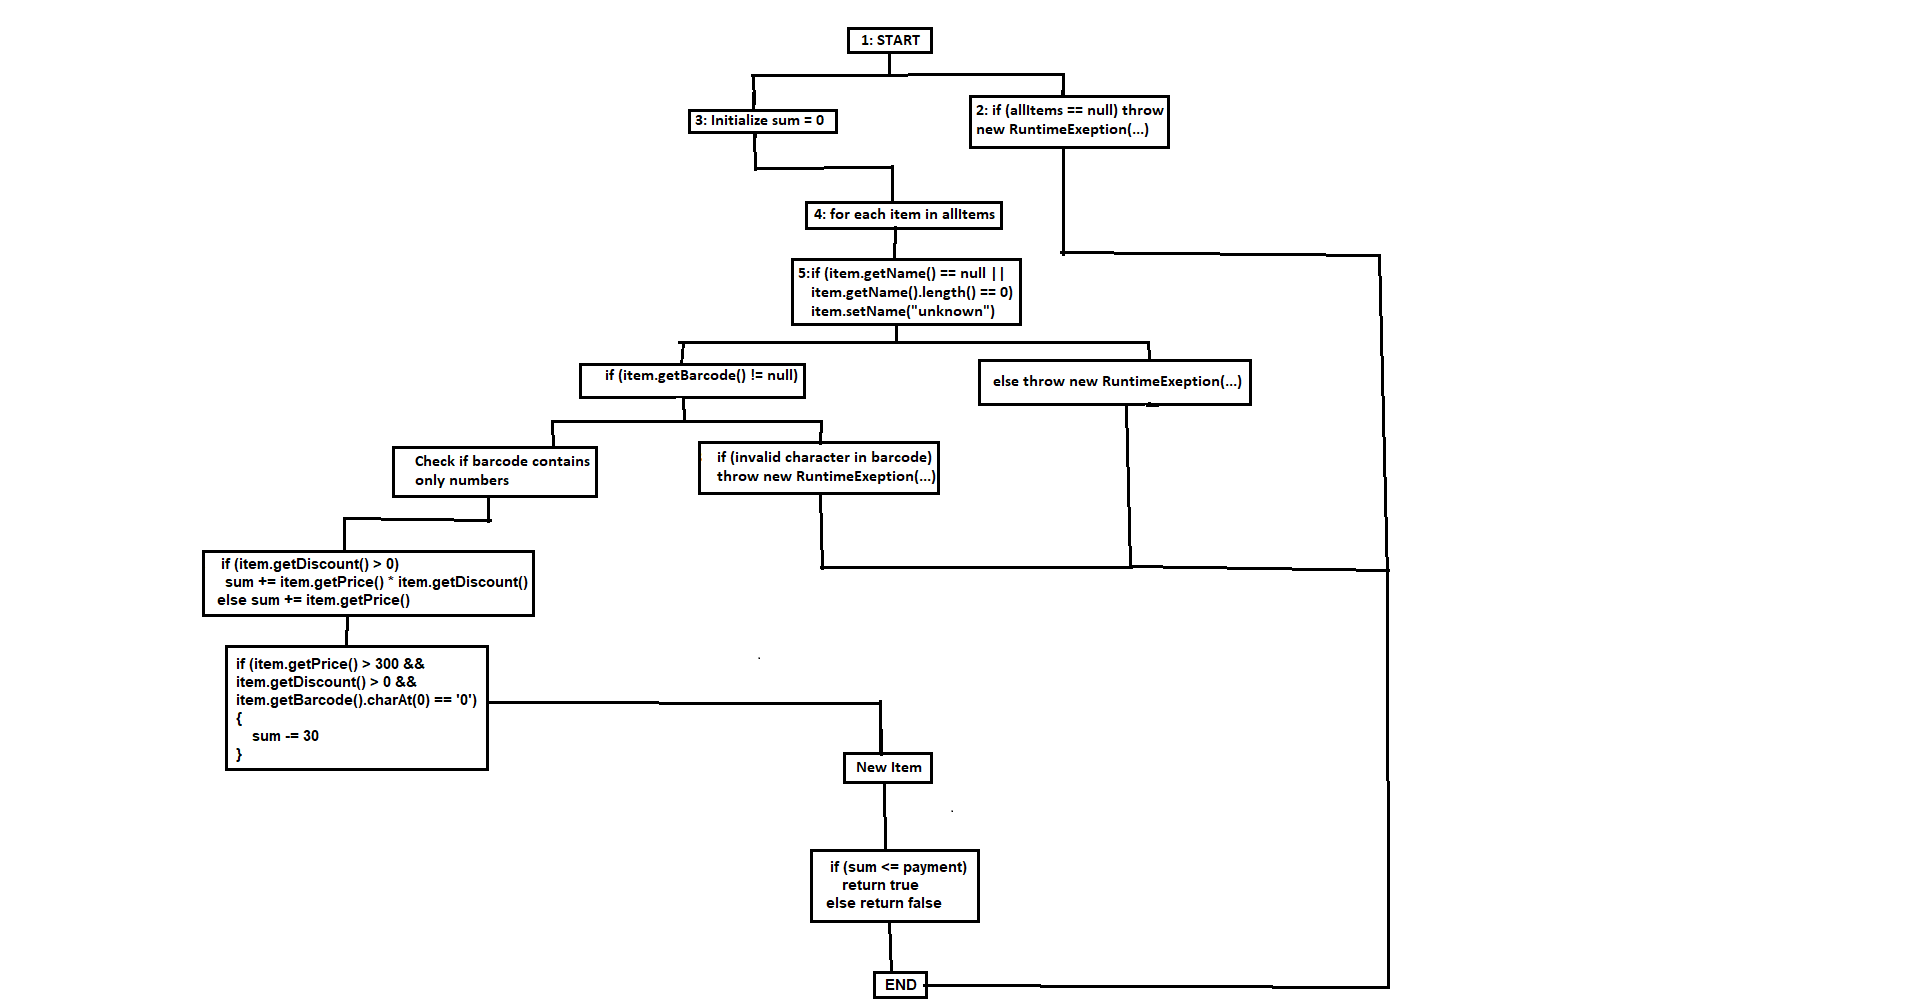 1: START
3: Initialize sum = 0
2: if (allItems == null) throw
new RuntimeExeption(...)
4: for each item in allItems
5:if (item.getName() == null ||
item.getName().length() == 0)
item.setName("unknown")
if (item.getBarcode() != null)
else throw new RuntimeExeption(...)
Check if barcode contains
only numbers
if (invalid character in barcode)
throw new RuntimeExeption(...)
if (item.getDiscount() > 0)
sum += item.getPrice() * item.getDiscount()
else sum += item.getPrice()
if (item.getPrice() > 300 &&
item.getDiscount() > 0 &&
item.getBarcode().charAt(0) == '0')
{
sum -= 30
}
New Item
if (sum <= payment)
return true
else return false
END